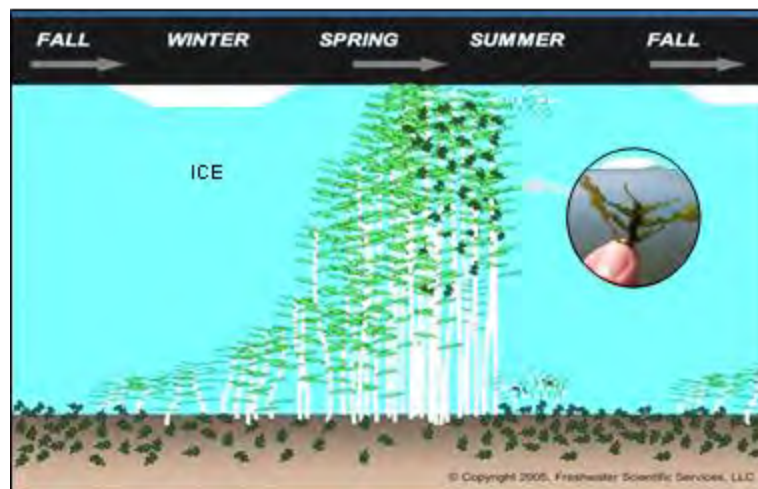 FALL WINTER SPRING SUMMER FALL
ICE
© Copyright 2005, Freshwater Scientific Services, LLC